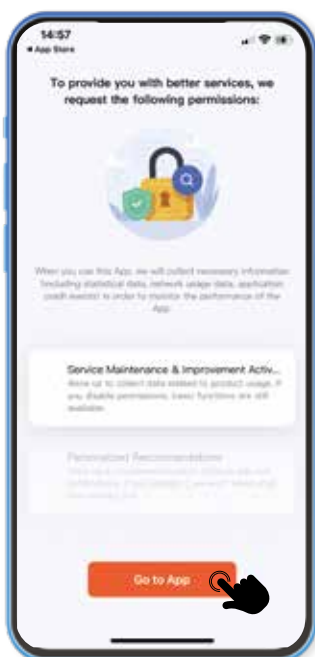 14:57
App Store
To provide you with better services, we
request the following permissions:
When you use this App, we will collect necessary information
(including statistical data, network usage data, application
credit events) in order to monitor the performance of the
App.
Service Maintenance & Improvement Activ...
Allow us to collect data related to product usage. If
you disable permissions, basic functions are still
available.
Personalized Recommendations
Go to App